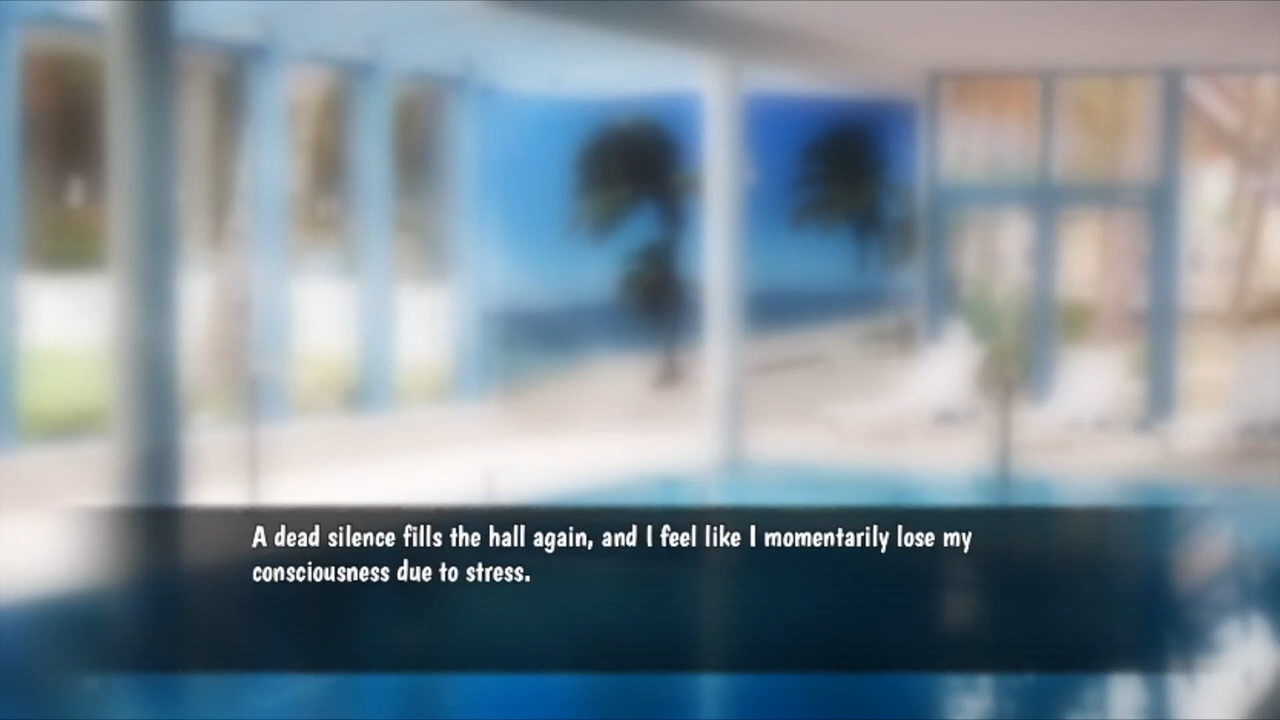 A dead silence fills the hall again, and I feel like I momentarily lose my
consciousness due to stress.